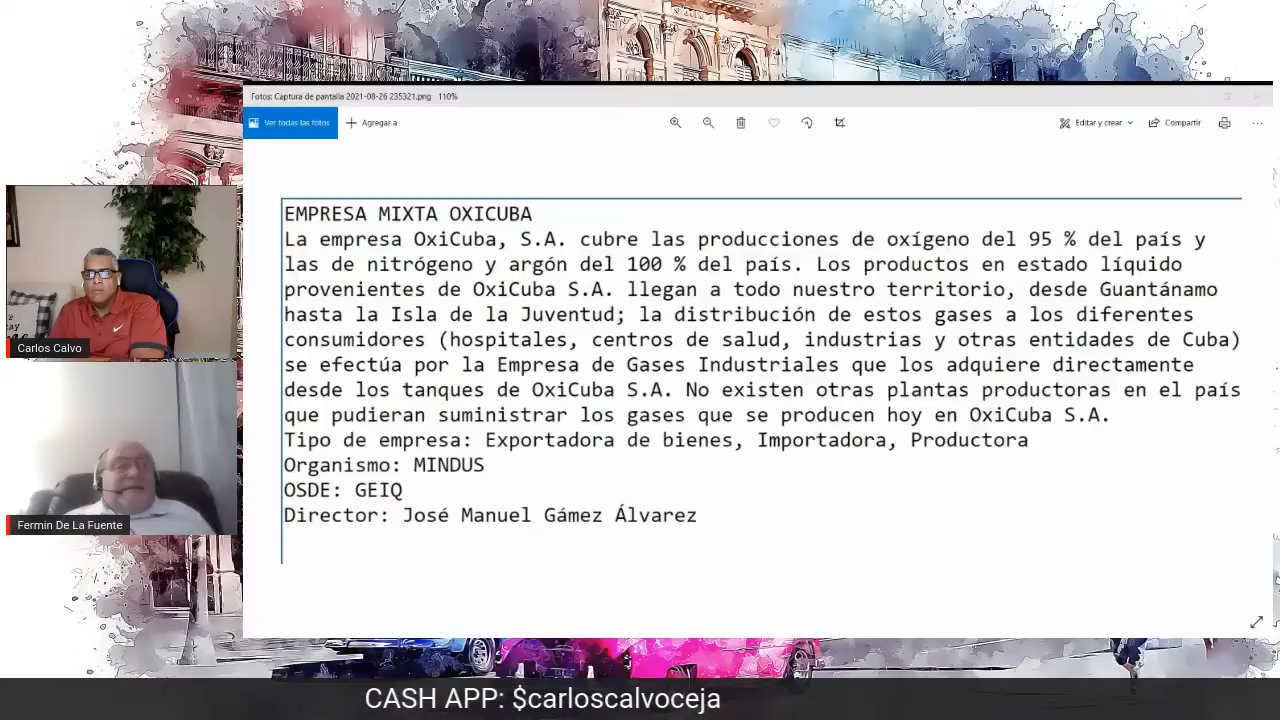 Fotos: Captura de pantalla 2021-08-26 235321.png 110%
Ver todas las fotos
Agregar a
Editar y crear
Compartir
EMPRESA MIXTA OXICUBA
La empresa OxiCuba, S.A. cubre las producciones de oxígeno del 95 % del país y
las de nitrógeno y argón del 100 % del país. Los productos en estado líquido
provenientes de OxiCuba S.A. llegan a todo nuestro territorio, desde Guantánamo
hasta la Isla de la Juventud; la distribución de estos gases a los diferentes
consumidores (hospitales, centros de salud, industrias y otras entidades de Cuba)
se efectúa por la Empresa de Gases Industriales que los adquiere directamente
desde los tanques de OxiCuba S.A. No existen otras plantas productoras en el país
que pudieran suministrar los gases que se producen hoy en OxiCuba S.A.
Tipo de empresa: Exportadora de bienes, Importadora, Productora
Organismo: MINDUS
OSDE: GEIQ
Director: José Manuel Gámez Álvarez
Carlos Calvo
Fermin De La Fuente
CASH APP: $carloscalvoceja